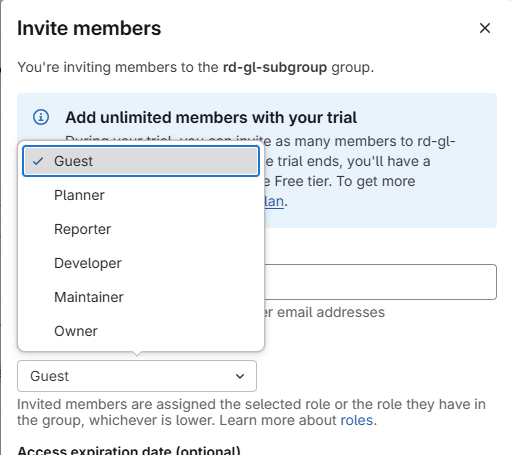 Invite members
You're inviting members to the rd-gl-subgroup group.
Add unlimited members with your trial
During your trial, you can invite as many members to rd-gl-
e trial ends, you'll have a
e Free tier. To get more
lan.
Guest
Planner
Reporter
Developer
Maintainer
Owner
er email addresses
Guest
Invited members are assigned the selected role or the role they have in
the group, whichever is lower. Learn more about roles.
Access expiration date (optional)